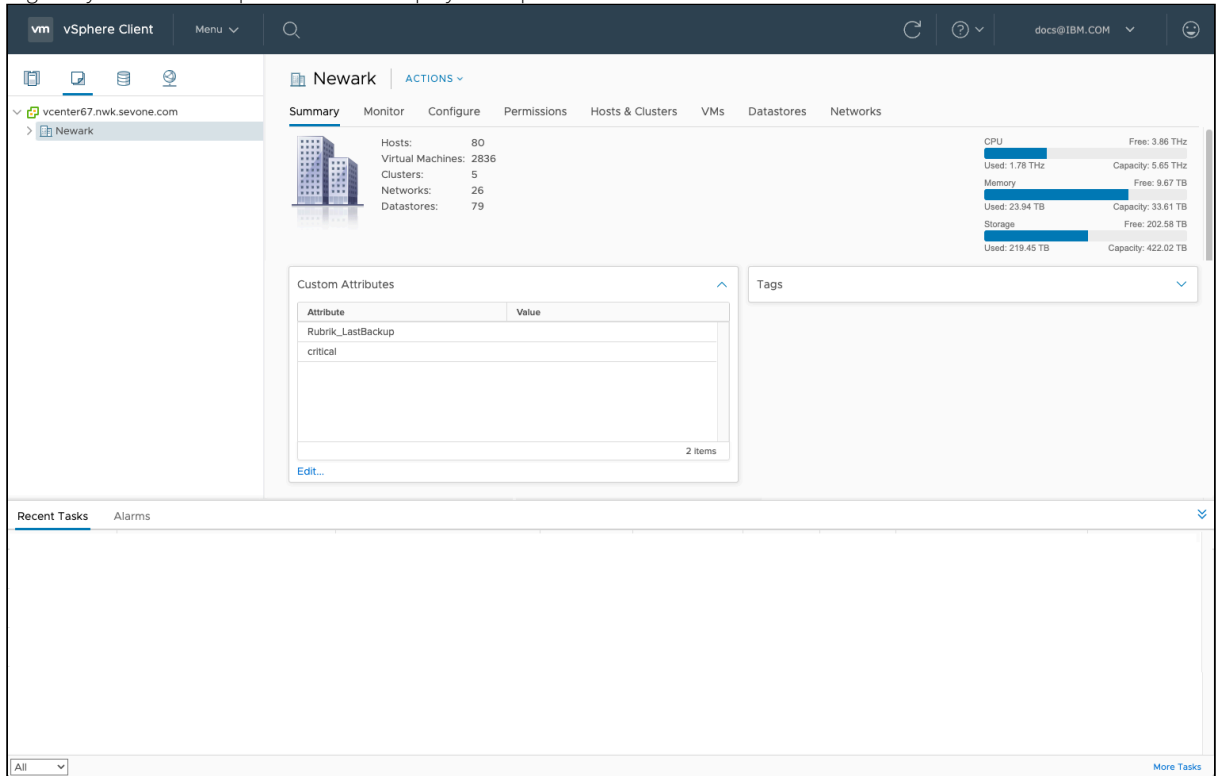 vm vSphere Client Menu docs@IBM.COM
vcenter67.nwk.sevone.com
Newark
Newark ACTIONS
Summary Monitor Configure Permissions Hosts & Clusters VMs Datastores Networks
Hosts: 80
Virtual Machines: 2836
Clusters: 5
Networks: 26
Datastores: 79
CPU Free: 3.86 THz
Used: 1.78 THz Capacity: 5.65 THz
Memory Free: 9.67 TB
Used: 23.94 TB Capacity: 33.61 TB
Storage Free: 202.58 TB
Used: 219.45 TB Capacity: 422.02 TB
Custom Attributes
Attribute Value
Rubrik_LastBackup
critical
2 items
Edit...
Tags
Recent Tasks Alarms
All More Tasks